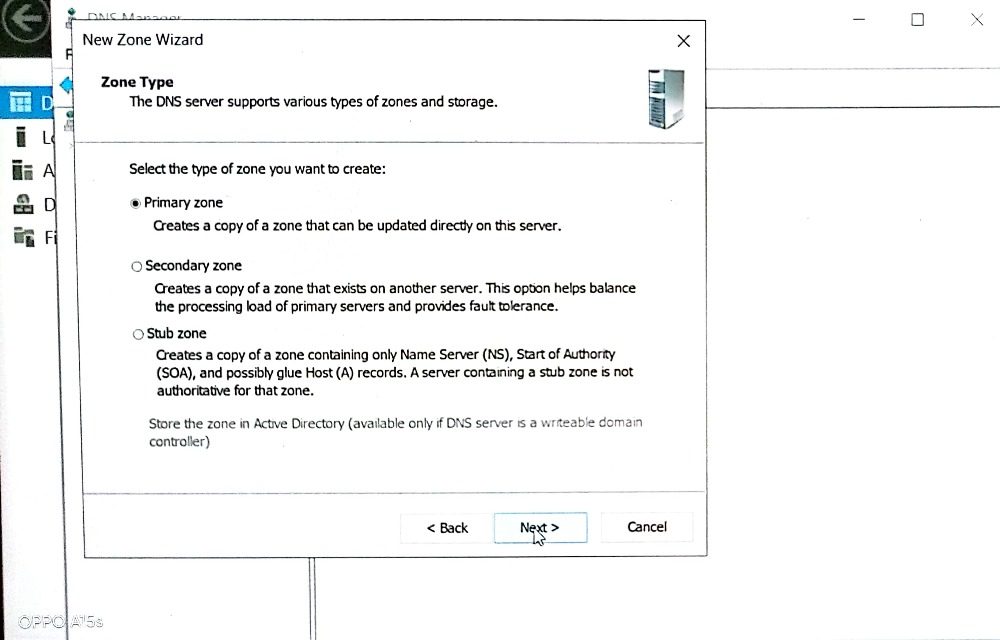 DNS Manager
New Zone Wizard
Zone Type
The DNS server supports various types of zones and storage.
Select the type of zone you want to create:
Primary zone
Creates a copy of a zone that can be updated directly on this server.
Secondary zone
Creates a copy of a zone that exists on another server. This option helps balance
the processing load of primary servers and provides fault tolerance.
Stub zone
Creates a copy of a zone containing only Name Server (NS), Start of Authority
(SOA), and possibly glue Host (A) records. A server containing a stub zone is not
authoritative for that zone.
Store the zone in Active Directory (available only if DNS server is a writeable domain
controller)
< Back
Next >
Cancel
OPPO A15s